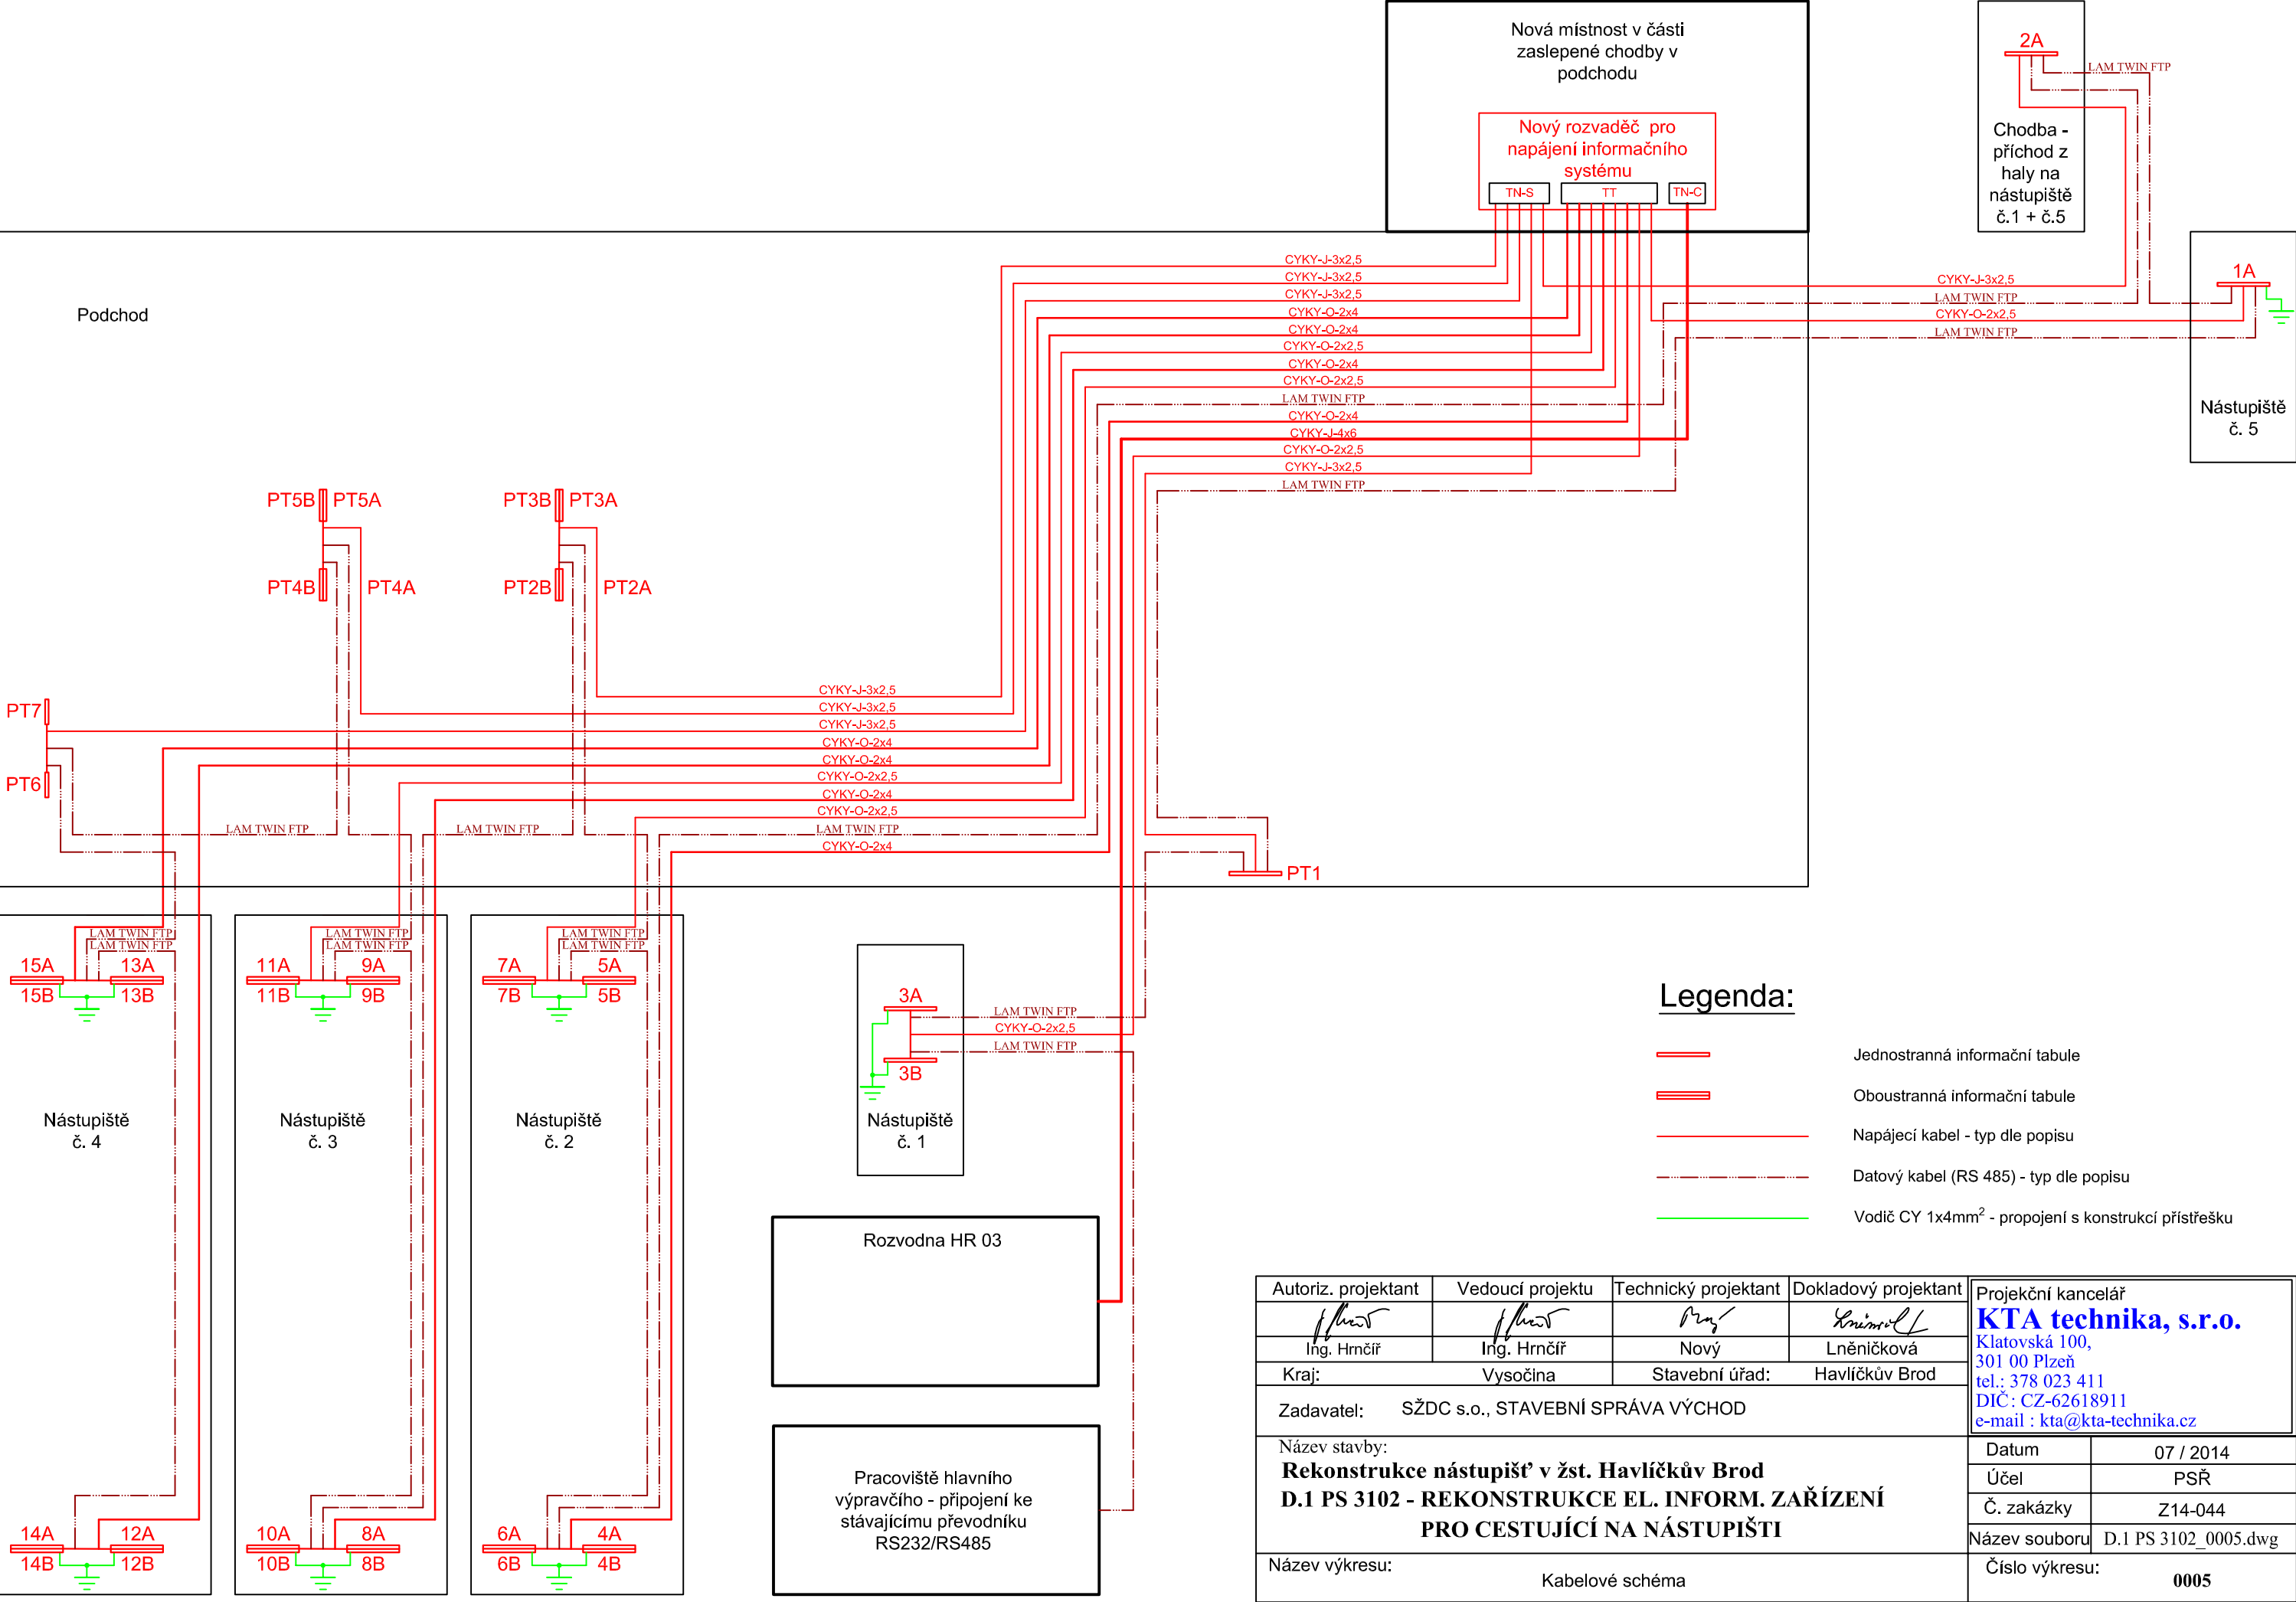 Nová místnost v části
zaslepené chodby v
podchodu
Nový rozvaděč pro
napájení informačního
systému
TN-S
TT
TN-C
2A
LAM TWIN FTP
Chodba -
příchod z
haly na
nástupiště
č.1 + č.5
1A
Nástupiště
č. 5
CYKY-J-3x2,5
LAM TWIN FTP
CYKY-O-2x2,5
LAM TWIN FTP
Podchod
CYKY-J-3x2,5
CYKY-J-3x2,5
CYKY-J-3x2,5
CYKY-O-2x4
CYKY-O-2x4
CYKY-O-2x2,5
CYKY-O-2x4
CYKY-O-2x2,5
LAM TWIN FTP
CYKY-O-2x4
CYKY-J-4x6
CYKY-O-2x2,5
CYKY-J-3x2,5
LAM TWIN FTP
PT5B PT5A
PT3B PT3A
PT4B PT4A
PT2B PT2A
PT7
PT6
CYKY-J-3x2,5
CYKY-J-3x2,5
CYKY-J-3x2,5
CYKY-O-2x4
CYKY-O-2x4
CYKY-O-2x2,5
CYKY-O-2x4
CYKY-O-2x2,5
LAM TWIN FTP
LAM TWIN FTP
LAM TWIN FTP
CYKY-O-2x4
PT1
LAM TWIN FTP
LAM TWIN FTP
15A 13A
15B 13B
Nástupiště
č. 4
14A 12A
14B 12B
LAM TWIN FTP
LAM TWIN FTP
11A 9A
11B 9B
Nástupiště
č. 3
10A 8A
10B 8B
LAM TWIN FTP
LAM TWIN FTP
7A 5A
7B 5B
Nástupiště
č. 2
6A 4A
6B 4B
3A
3B
Nástupiště
č. 1
LAM TWIN FTP
CYKY-O-2x2,5
LAM TWIN FTP
Rozvodna HR 03
Pracoviště hlavního
výpravčího - připojení ke
stávajícímu převodníku
RS232/RS485
Legenda:
Jednostranná informační tabule
Oboustranná informační tabule
Napájecí kabel - typ dle popisu
Datový kabel (RS 485) - typ dle popisu
Vodič CY 1x4mm² - propojení s konstrukcí přístřešku
Autoriz. projektant Vedoucí projektu Technický projektant Dokladový projektant
Ing. Hrnčíř Ing. Hrnčíř Nový Lněničková
Kraj: Vysočina Stavební úřad: Havlíčkův Brod
Zadavatel: SŽDC s.o., STAVEBNÍ SPRÁVA VÝCHOD
Název stavby:
Rekonstrukce nástupišť v žst. Havlíčkův Brod
D.1 PS 3102 - REKONSTRUKCE EL. INFORM. ZAŘÍZENÍ
PRO CESTUJÍCÍ NA NÁSTUPIŠTI
Název výkresu:
Kabelové schéma
Projekční kancelář
KTA technika, s.r.o.
Klatovská 100,
301 00 Plzeň
tel.: 378 023 411
DIČ: CZ-62618911
e-mail : kta@kta-technika.cz
Datum 07 / 2014
Účel PSŘ
Č. zakázky Z14-044
Název souboru D.1 PS 3102_0005.dwg
Číslo výkresu:
0005